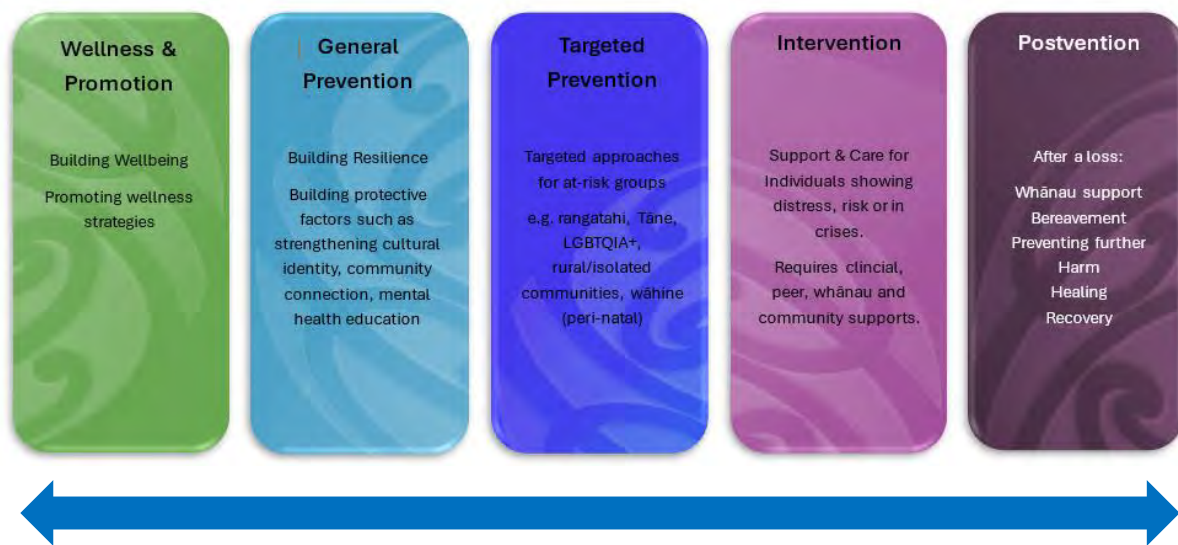 Wellness &
Promotion
Building Wellbeing
Promoting wellness
strategies
General
Prevention
Building Resilience
Building protective
factors such as
strengthening cultural
identity, community
connection, mental
health education
Targeted
Prevention
Targeted approaches
for at-risk groups
e.g. rangatahi, Tāne,
LGBTQIA+,
rural/isolated
communities, wāhine
(peri-natal)
Intervention
Support & Care for
Individuals showing
distress, risk or in
crises.
Requires clincial,
peer, whānau and
community supports.
Postvention
After a loss:
Whānau support
Bereavement
Preventing further
Harm
Healing
Recovery